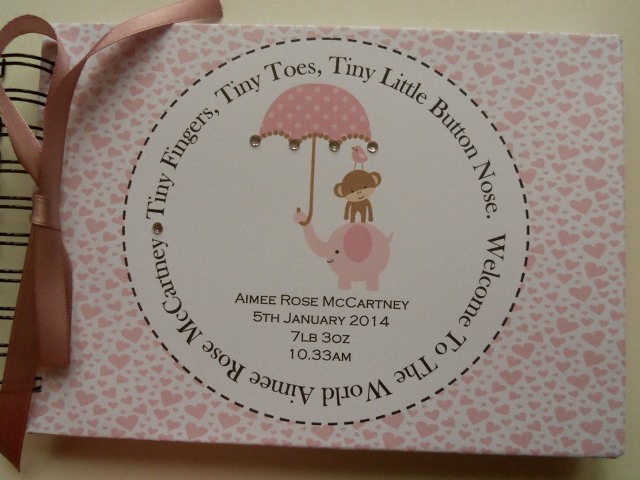 Tiny Fingers, Tiny Toes, Tiny Little Button Nose. Welcome To The World Aimee Rose McCartney
AIMEE ROSE MCCARTNEY
5TH JANUARY 2014
7LB 3OZ
10.33AM